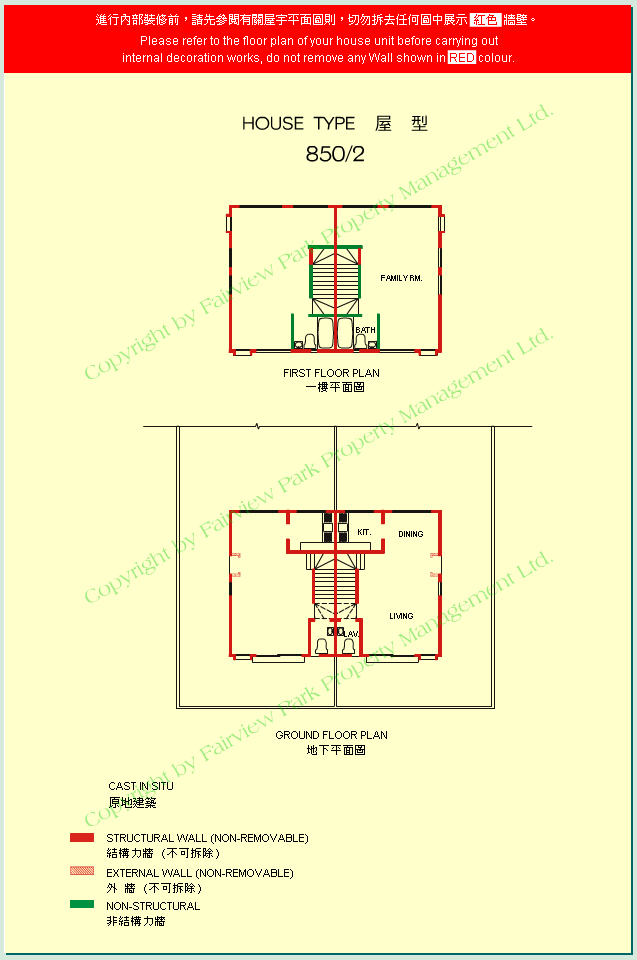 進行內部裝修前，請先參閱有關屋宇平面圖則，切勿拆去任何圖中展示 紅色 牆壁。
Please refer to the floor plan of your house unit before carrying out
internal decoration works, do not remove any Wall shown in RED colour.
HOUSE TYPE 屋 型
850/2
FAMILY RM.
BATH
FIRST FLOOR PLAN
一樓平面圖
KIT.
DINING
LIVING
LAV.
GROUND FLOOR PLAN
地下平面圖
CAST IN SITU
原地建築
STRUCTURAL WALL (NON-REMOVABLE)
結構力牆 (不可拆除)
EXTERNAL WALL (NON-REMOVABLE)
外 牆 (不可拆除)
NON-STRUCTURAL
非結構力牆
Copyright by Fairview Park Property Management Ltd.
Copyright by Fairview Park Property Management Ltd.
Copyright by Fairview Park Property Management Ltd.